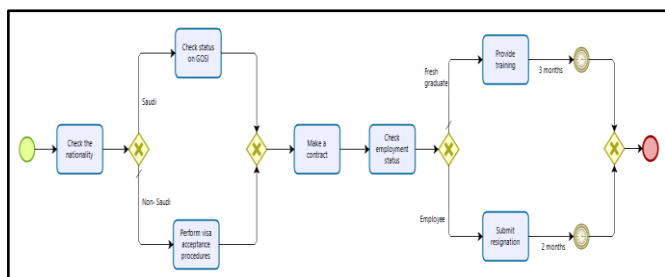 Check status
on GOSI
Saudi
Check the
nationality
Non- Saudi
Perform visa
acceptance
procedures
Make a
contract
Check
employment
status
Fresh
graduate
Provide
training
3 months
Employee
Submit
resignation
2 months